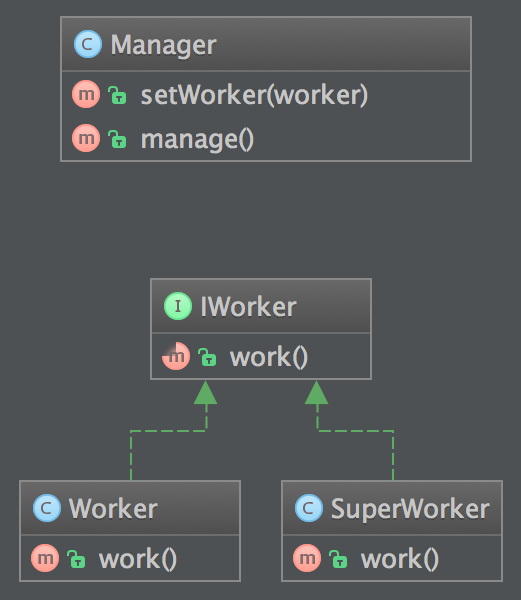 C Manager
m setWorker(worker)
m manage()
I IWorker
m work()
C Worker
m work()
C SuperWorker
m work()